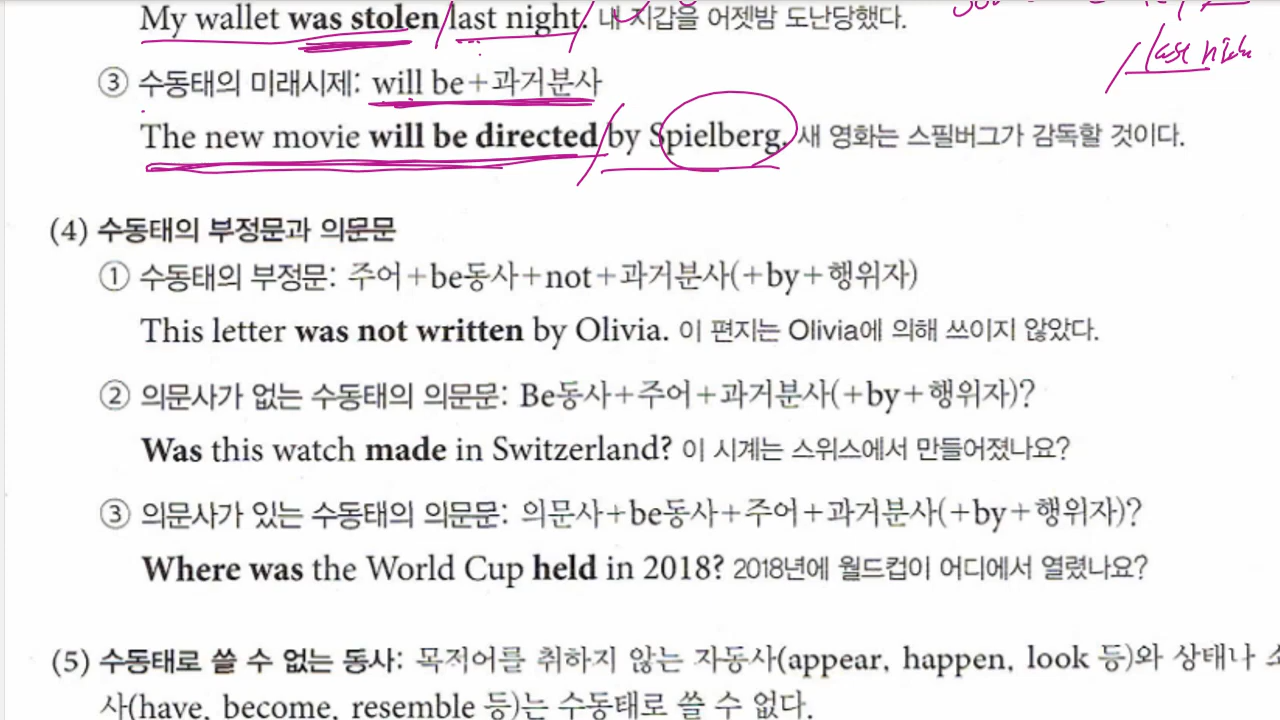 My wallet was stolen last night. 내 지갑을 어젯밤 도난당했다.
last
③ 수동태의 미래시제: will be+과거분사
The new movie will be directed by Spielberg. 새 영화는 스필버그가 감독할 것이다.
(4) 수동태의 부정문과 의문문
① 수동태의 부정문: 주어+be동사+not+과거분사(+by+행위자)
This letter was not written by Olivia. 이 편지는 Olivia에 의해 쓰이지 않았다.
② 의문사가 없는 수동태의 의문문: Be동사+주어+과거분사(+by+행위자)?
Was this watch made in Switzerland? 이 시계는 스위스에서 만들어졌나요?
③ 의문사가 있는 수동태의 의문문: 의문사+be동사+주어+과거분사(+by+행위자)?
Where was the World Cup held in 2018? 2018년에 월드컵이 어디에서 열렸나요?
(5) 수동태로 쓸 수 없는 동사: 목적어를 취하지 않는 자동사(appear, happen, look 등)와 상태나
사(have, become, resemble 등)는 수동태로 쓸 수 없다.